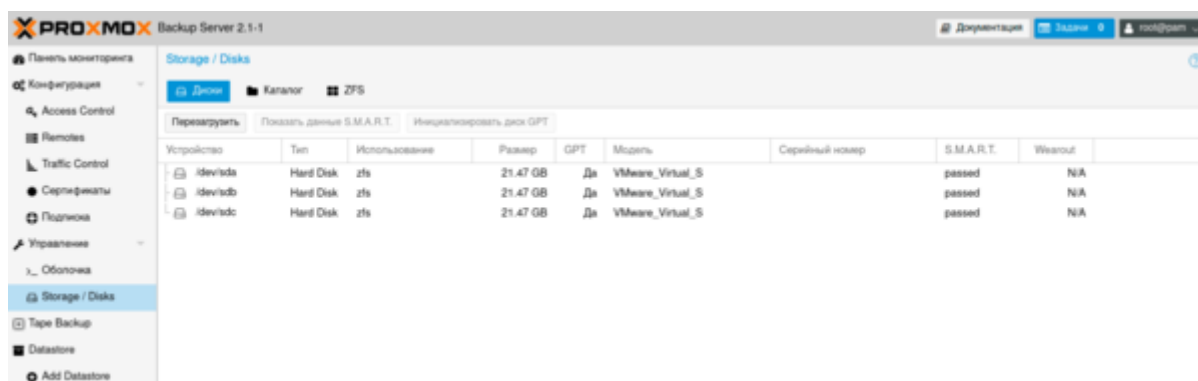 PROXMOX Backup Server 2.1-1
Документация Задачи 0 root@pam
Панель мониторинга
Конфигурация
Access Control
Remotes
Traffic Control
Сертификаты
Подписка
Управление
Оболочка
Storage / Disks
Tape Backup
Datastore
Add Datastore
Storage / Disks
Диски Каталог ZFS
Перезагрузить Показать данные S.M.A.R.T. Инициализировать диск GPT
Устройство Тип Использование Размер GPT Модель Серийный номер S.M.A.R.T. Wearout
/dev/sda Hard Disk zfs 21.47 GB Да VMware_Virtual_S passed N/A
/dev/sdb Hard Disk zfs 21.47 GB Да VMware_Virtual_S passed N/A
/dev/sdc Hard Disk zfs 21.47 GB Да VMware_Virtual_S passed N/A